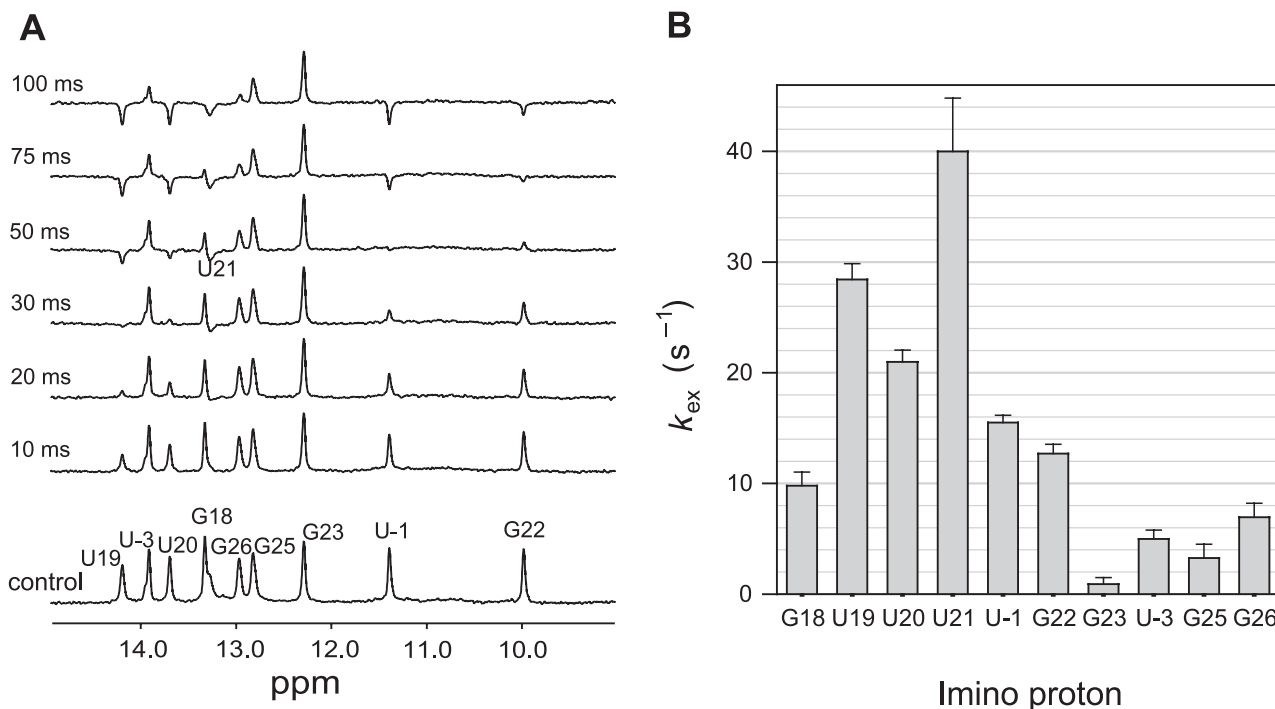 A
100 ms
75 ms
50 ms
U21
30 ms
20 ms
10 ms
G18
U-3 U20 G26 G25 G23 U-1 G22
U19
control
14.0 13.0 12.0 11.0 10.0
ppm
B
40
30
20
10
0
kex (s−1)
G18 U19 U20 U21 U-1 G22 G23 U-3 G25 G26
Imino proton